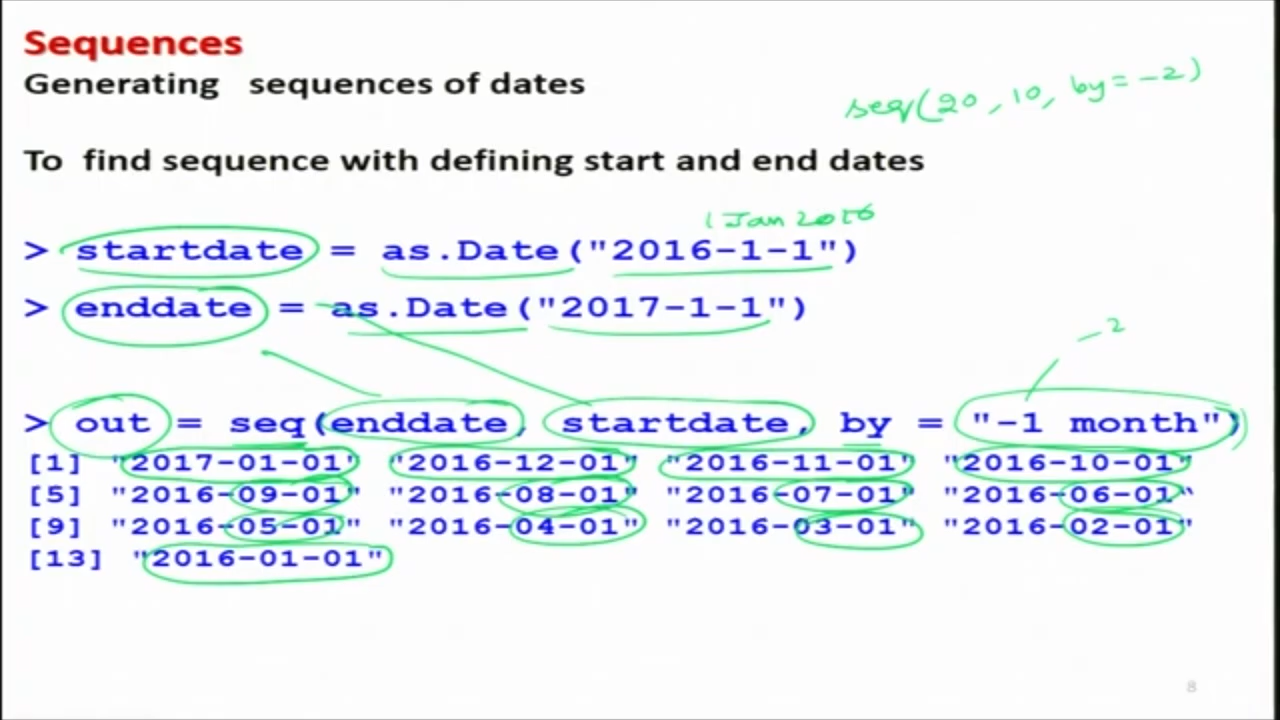 Sequences
Generating sequences of dates
seq(20, 10, by = -2)
To find sequence with defining start and end dates
1 Jan 2016
> startdate = as.Date("2016-1-1")
> enddate = as.Date("2017-1-1")
-2
> out = seq(enddate, startdate, by = "-1 month")
[1] "2017-01-01" "2016-12-01" "2016-11-01" "2016-10-01"
[5] "2016-09-01" "2016-08-01" "2016-07-01" "2016-06-01"
[9] "2016-05-01" "2016-04-01" "2016-03-01" "2016-02-01"
[13] "2016-01-01"
8